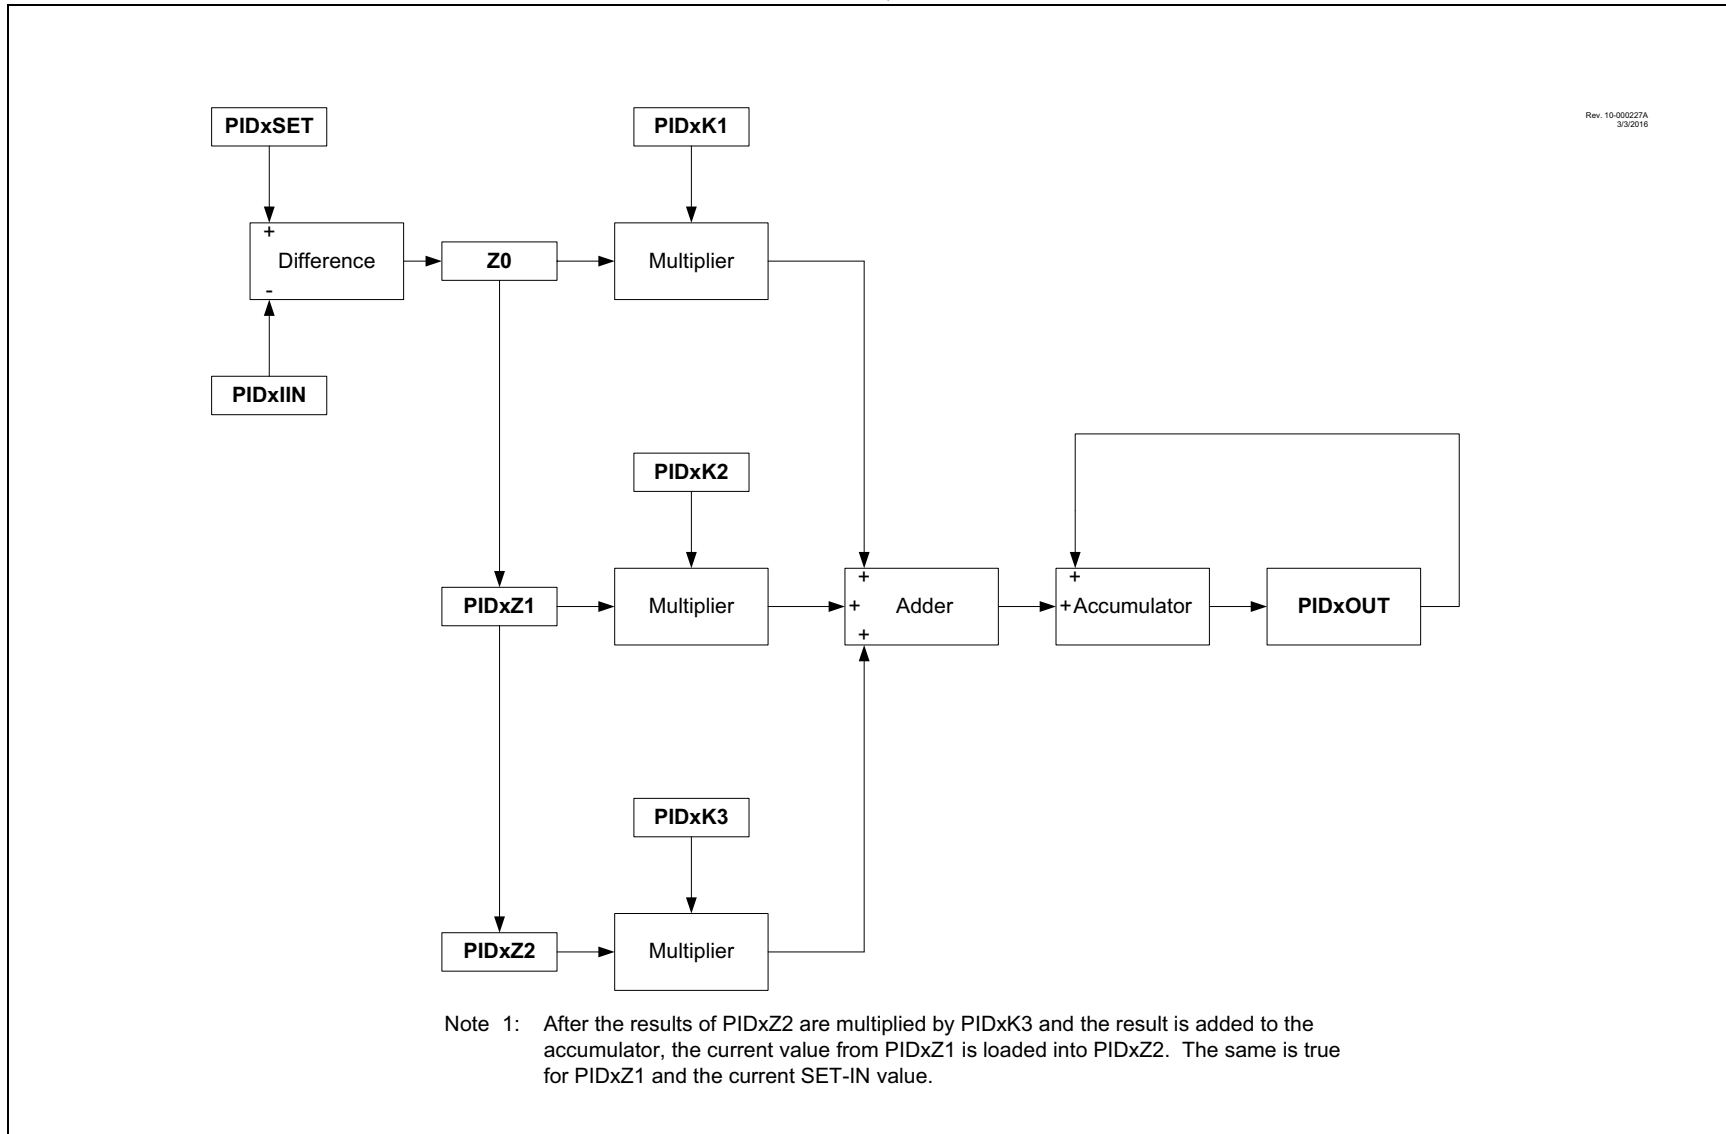 PIDxSET
PIDxK1
Rev. 10-000227A
3/3/2016
+
Difference
-
Z0
Multiplier
PIDxIIN
PIDxK2
PIDxZ1
Multiplier
+
+
+
Adder
+
+Accumulator
PIDxOUT
PIDxK3
PIDxZ2
Multiplier
Note 1: After the results of PIDxZ2 are multiplied by PIDxK3 and the result is added to the
accumulator, the current value from PIDxZ1 is loaded into PIDxZ2. The same is true
for PIDxZ1 and the current SET-IN value.